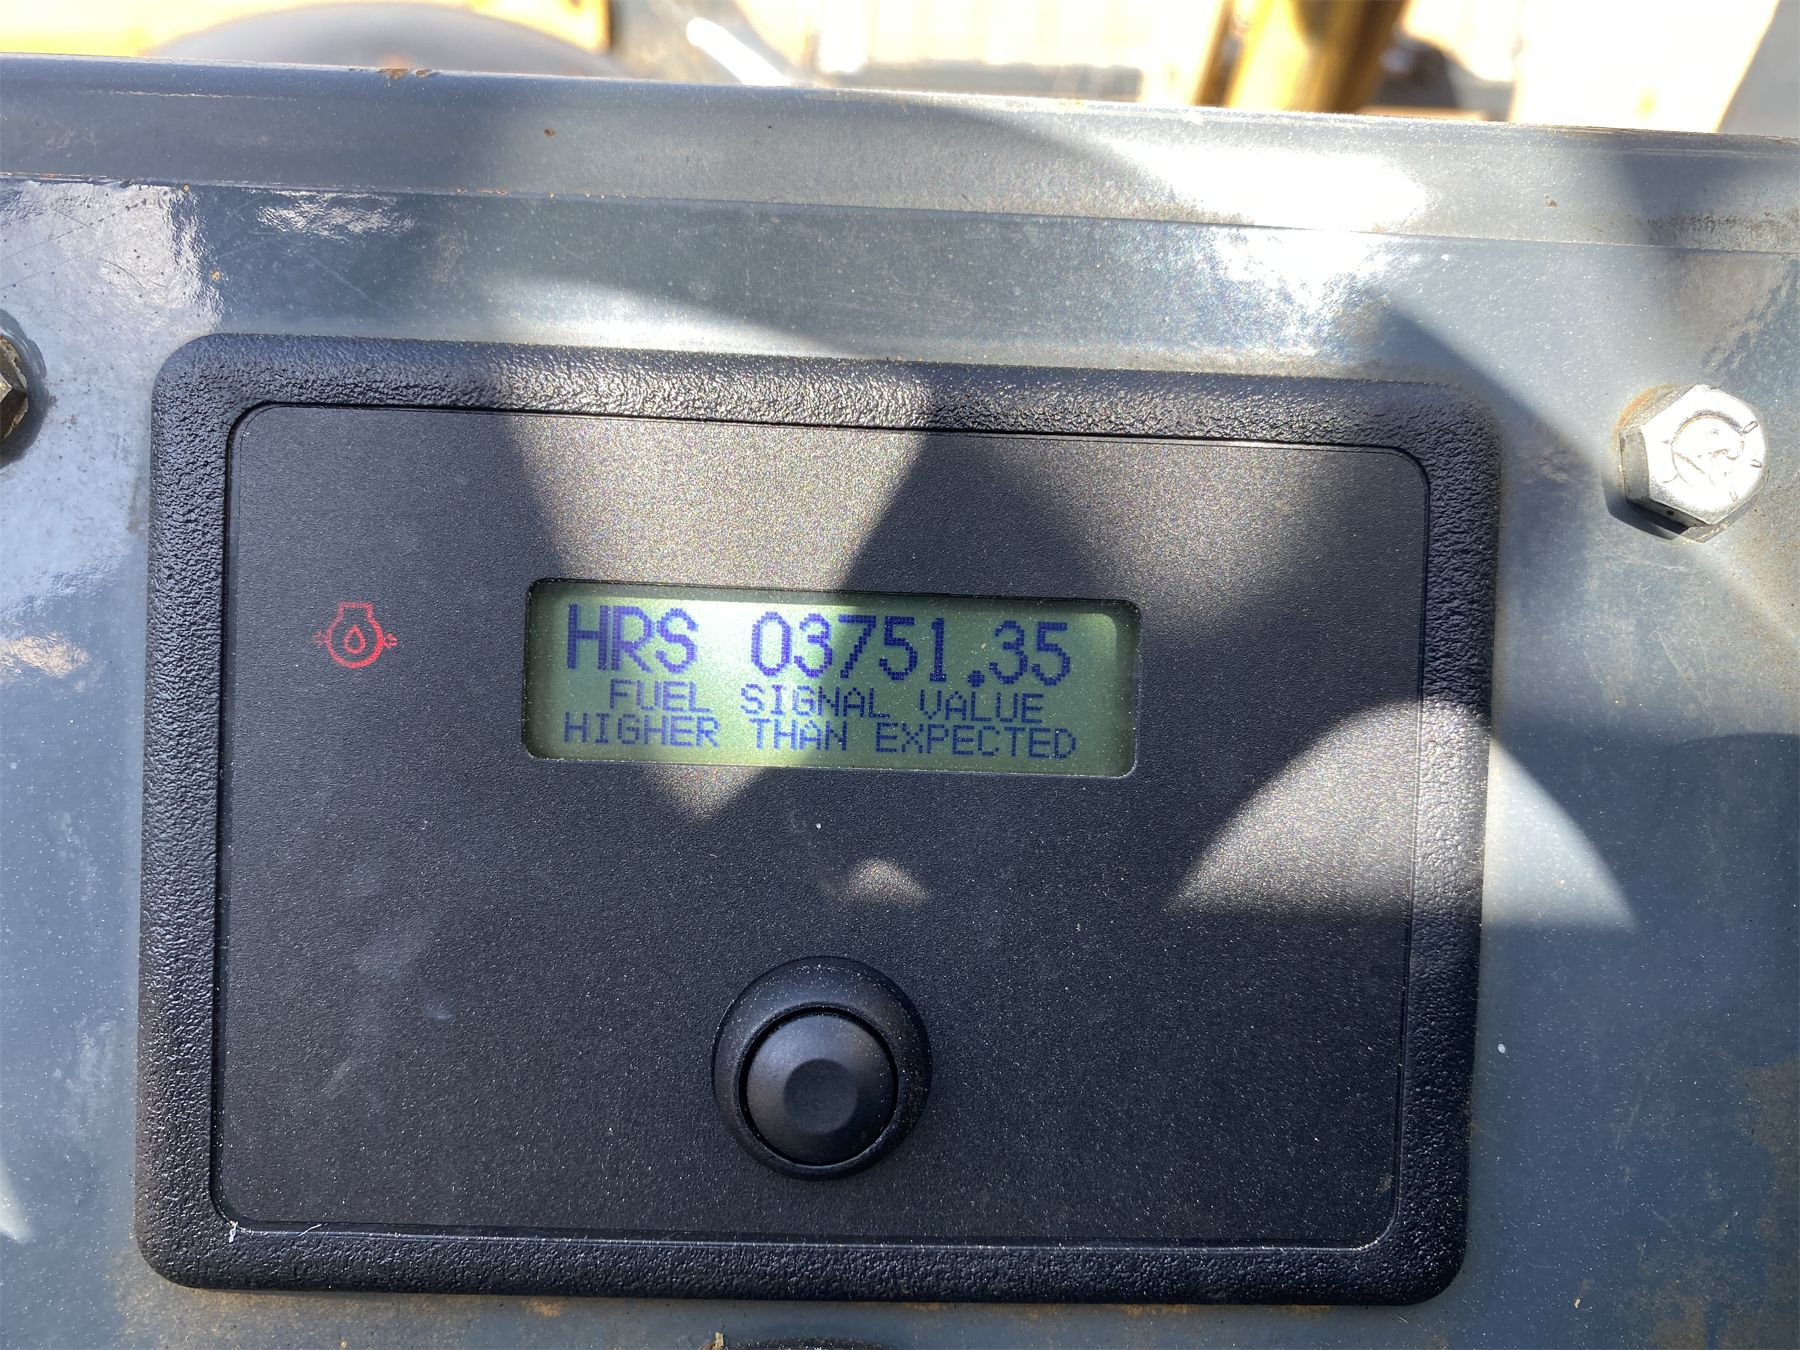 HRS 03751.35
FUEL SIGNAL VALUE
HIGHER THAN EXPECTED